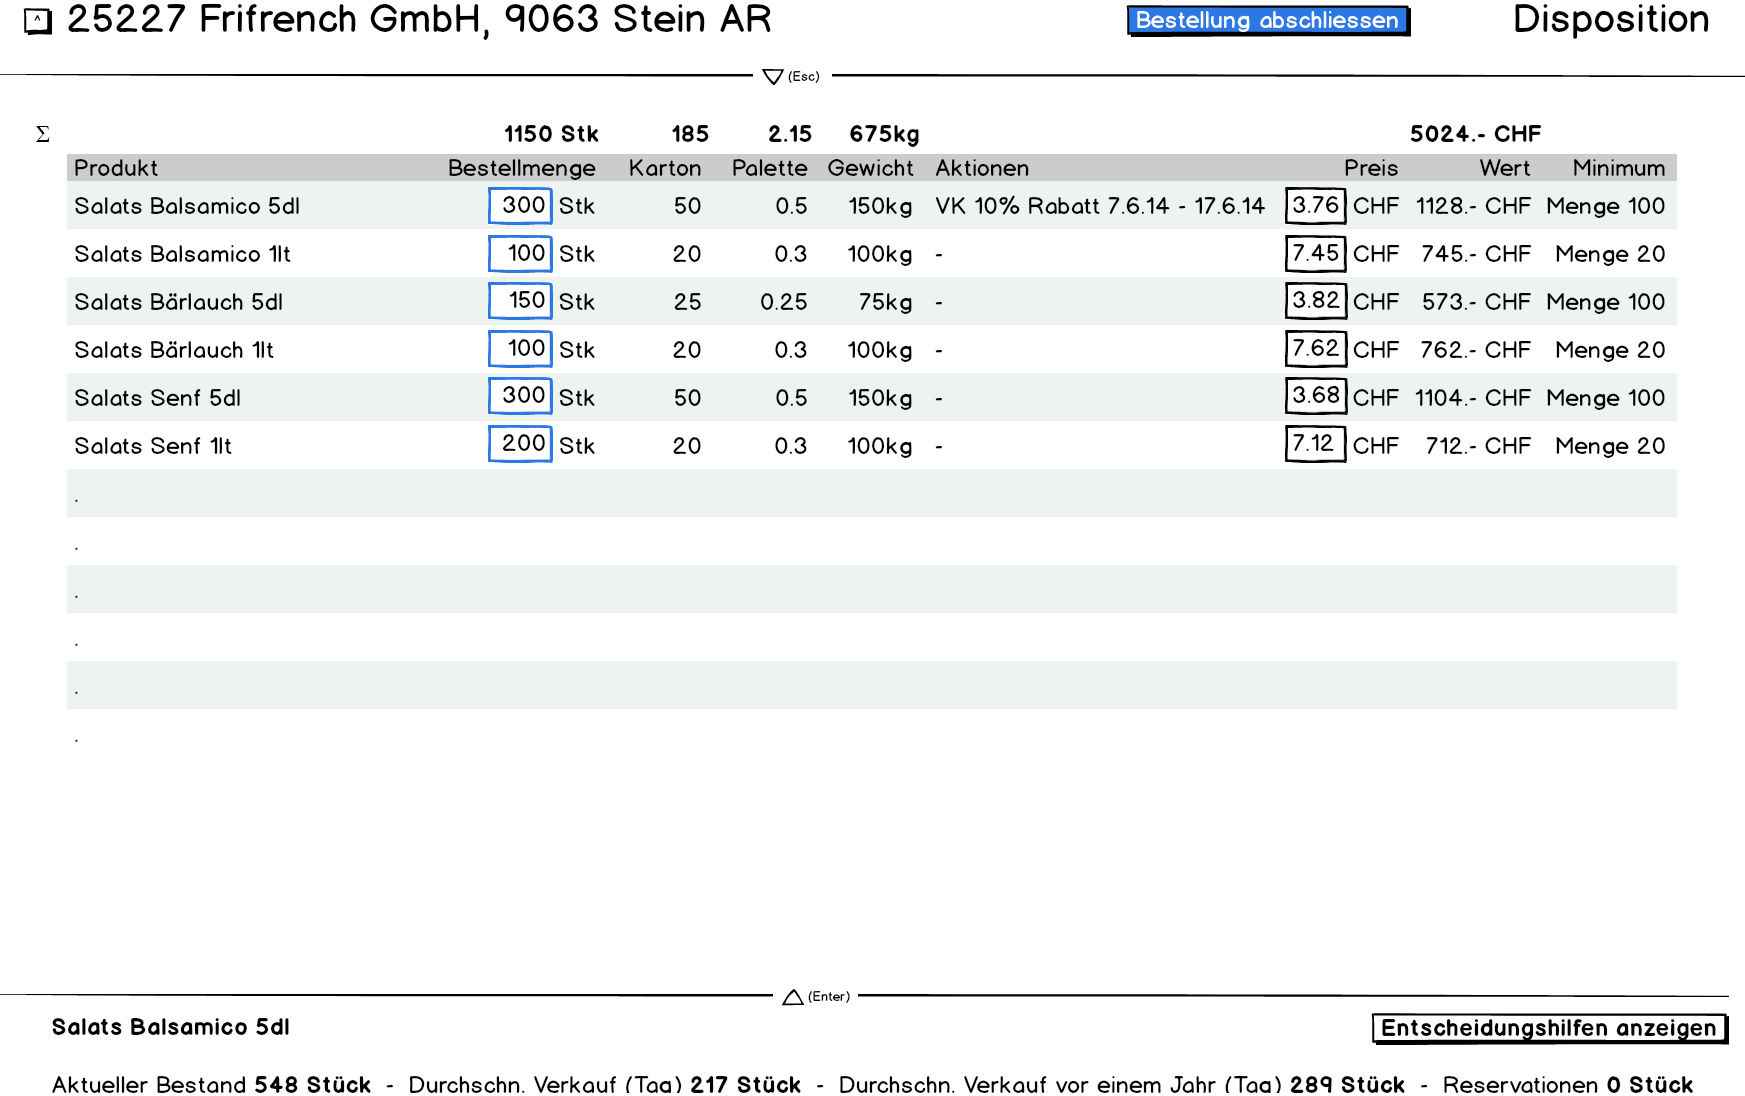 ^ 25227 Frifrench GmbH, 9063 Stein AR Bestellung abschliessen Disposition
(Esc)
Σ 1150 Stk 185 2.15 675kg 5024.- CHF
Produkt Bestellmenge Karton Palette Gewicht Aktionen Preis Wert Minimum
Salats Balsamico 5dl 300 Stk 50 0.5 150kg VK 10% Rabatt 7.6.14 - 17.6.14 3.76 CHF 1128.- CHF Menge 100
Salats Balsamico 1lt 100 Stk 20 0.3 100kg - 7.45 CHF 745.- CHF Menge 20
Salats Bärlauch 5dl 150 Stk 25 0.25 75kg - 3.82 CHF 573.- CHF Menge 100
Salats Bärlauch 1lt 100 Stk 20 0.3 100kg - 7.62 CHF 762.- CHF Menge 20
Salats Senf 5dl 300 Stk 50 0.5 150kg - 3.68 CHF 1104.- CHF Menge 100
Salats Senf 1lt 200 Stk 20 0.3 100kg - 7.12 CHF 712.- CHF Menge 20
.
.
.
.
.
.
(Enter)
Salats Balsamico 5dl Entscheidungshilfen anzeigen
Aktueller Bestand 548 Stück - Durchschn. Verkauf (Tag) 217 Stück - Durchschn. Verkauf vor einem Jahr (Tag) 289 Stück - Reservationen 0 Stück